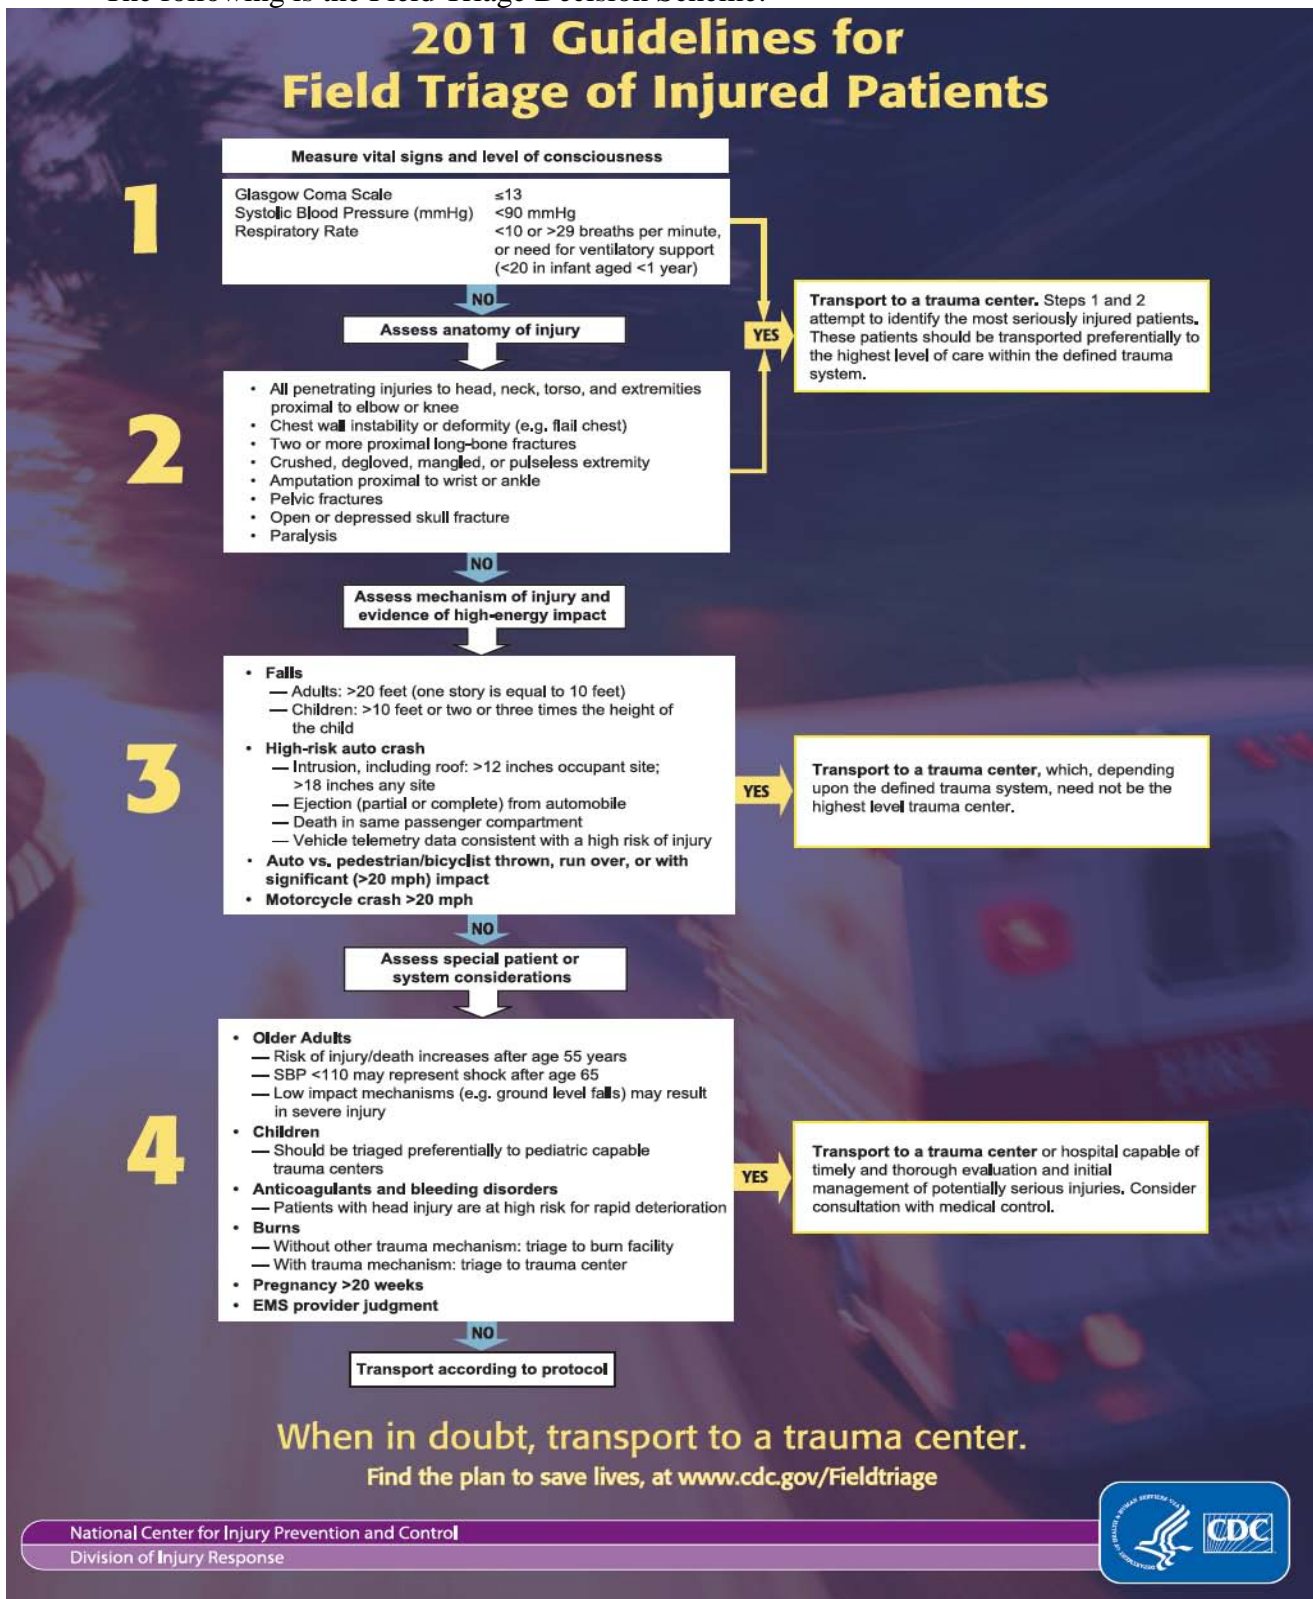 The following is the Field Triage Decision Scheme:
2011 Guidelines for
Field Triage of Injured Patients
1
Measure vital signs and level of consciousness
Glasgow Coma Scale ≤13
Systolic Blood Pressure (mmHg) <90 mmHg
Respiratory Rate <10 or >29 breaths per minute,
or need for ventilatory support
(<20 in infant aged <1 year)
NO
Assess anatomy of injury
YES
Transport to a trauma center. Steps 1 and 2
attempt to identify the most seriously injured patients.
These patients should be transported preferentially to
the highest level of care within the defined trauma
system.
2
• All penetrating injuries to head, neck, torso, and extremities
proximal to elbow or knee
• Chest wall instability or deformity (e.g. flail chest)
• Two or more proximal long-bone fractures
• Crushed, degloved, mangled, or pulseless extremity
• Amputation proximal to wrist or ankle
• Pelvic fractures
• Open or depressed skull fracture
• Paralysis
NO
Assess mechanism of injury and
evidence of high-energy impact
3
• Falls
— Adults: >20 feet (one story is equal to 10 feet)
— Children: >10 feet or two or three times the height of
the child
• High-risk auto crash
— Intrusion, including roof: >12 inches occupant site;
>18 inches any site
— Ejection (partial or complete) from automobile
— Death in same passenger compartment
— Vehicle telemetry data consistent with a high risk of injury
• Auto vs. pedestrian/bicyclist thrown, run over, or with
significant (>20 mph) impact
• Motorcycle crash >20 mph
YES
Transport to a trauma center, which, depending
upon the defined trauma system, need not be the
highest level trauma center.
NO
Assess special patient or
system considerations
4
• Older Adults
— Risk of injury/death increases after age 55 years
— SBP <110 may represent shock after age 65
— Low impact mechanisms (e.g. ground level falls) may result
in severe injury
• Children
— Should be triaged preferentially to pediatric capable
trauma centers
• Anticoagulants and bleeding disorders
— Patients with head injury are at high risk for rapid deterioration
• Burns
— Without other trauma mechanism: triage to burn facility
— With trauma mechanism: triage to trauma center
• Pregnancy >20 weeks
• EMS provider judgment
YES
Transport to a trauma center or hospital capable of
timely and thorough evaluation and initial
management of potentially serious injuries. Consider
consultation with medical control.
NO
Transport according to protocol
When in doubt, transport to a trauma center.
Find the plan to save lives, at www.cdc.gov/Fieldtriage
National Center for Injury Prevention and Control
Division of Injury Response
CDC